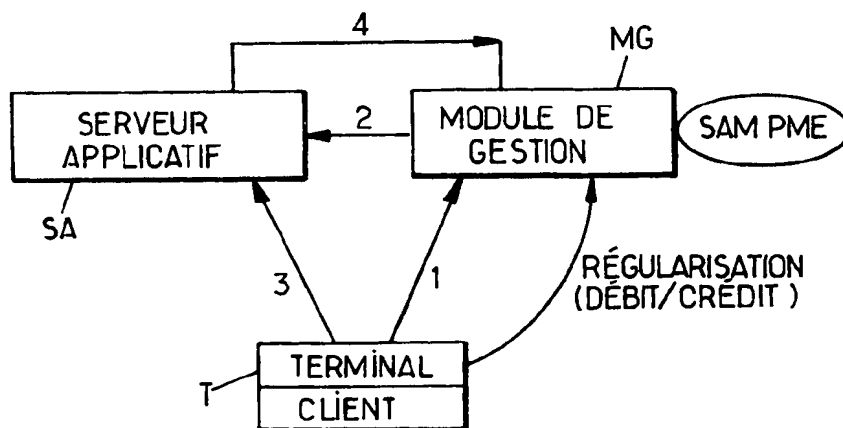 4
MG
SERVEUR
APPLICATIF
2
MODULE DE
GESTION
SAM PME
SA
3
1
RÉGULARISATION
(DÉBIT/CRÉDIT)
T
TERMINAL
CLIENT